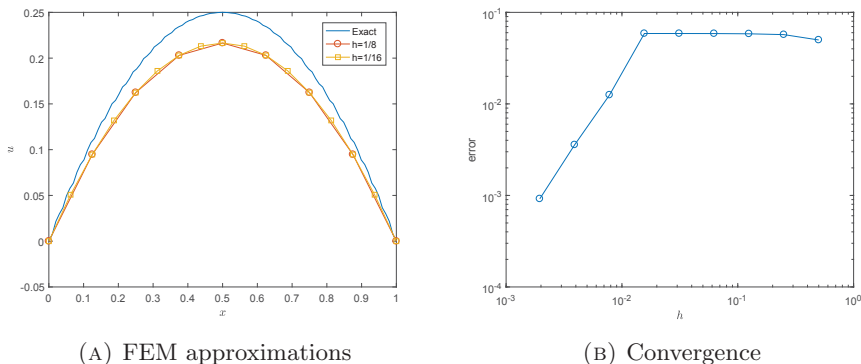 0.25
0.2
0.15
0.1
0.05
0
-0.05
u
0 0.1 0.2 0.3 0.4 0.5 0.6 0.7 0.8 0.9 1
x
Exact
h=1/8
h=1/16
(A) FEM approximations
10-1
10-2
10-3
10-4
error
10-3 10-2 10-1 100
h
(B) Convergence